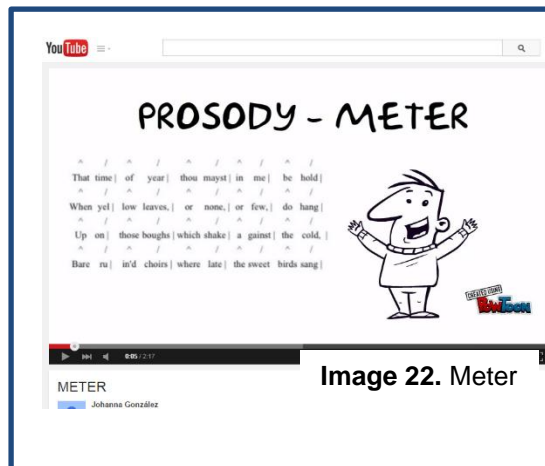 YouTube
PROSODY - METER
^ / ^ / ^ / ^ / ^ /
That time | of year | thou mayst | in me | be hold |
^ / ^ / ^ / ^ / ^ /
When yel | low leaves, | or none, | or few, | do hang |
^ / ^ / ^ / ^ / ^ /
Up on | those boughs | which shake | a gainst | the cold, |
^ / ^ / ^ / ^ / ^ /
Bare ru | in'd choirs | where late | the sweet birds sang |
CREATED USING
PowToon
0:05 / 2:17
Image 22. Meter
METER
Johanna González